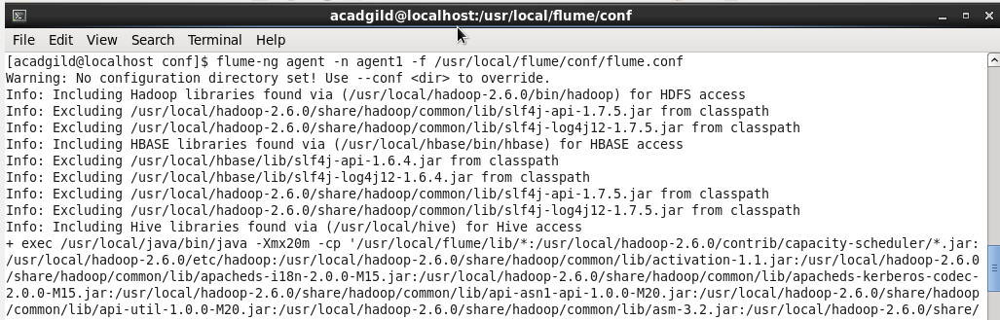 acadgild@localhost:/usr/local/flume/conf
File Edit View Search Terminal Help
[acadgild@localhost conf]$ flume-ng agent -n agent1 -f /usr/local/flume/conf/flume.conf
Warning: No configuration directory set! Use --conf <dir> to override.
Info: Including Hadoop libraries found via (/usr/local/hadoop-2.6.0/bin/hadoop) for HDFS access
Info: Excluding /usr/local/hadoop-2.6.0/share/hadoop/common/lib/slf4j-api-1.7.5.jar from classpath
Info: Excluding /usr/local/hadoop-2.6.0/share/hadoop/common/lib/slf4j-log4j12-1.7.5.jar from classpath
Info: Including HBASE libraries found via (/usr/local/hbase/bin/hbase) for HBASE access
Info: Excluding /usr/local/hbase/lib/slf4j-api-1.6.4.jar from classpath
Info: Excluding /usr/local/hbase/lib/slf4j-log4j12-1.6.4.jar from classpath
Info: Excluding /usr/local/hadoop-2.6.0/share/hadoop/common/lib/slf4j-api-1.7.5.jar from classpath
Info: Excluding /usr/local/hadoop-2.6.0/share/hadoop/common/lib/slf4j-log4j12-1.7.5.jar from classpath
Info: Including Hive libraries found via (/usr/local/hive) for Hive access
+ exec /usr/local/java/bin/java -Xmx20m -cp '/usr/local/flume/lib/*:/usr/local/hadoop-2.6.0/contrib/capacity-scheduler/*.jar:
/usr/local/hadoop-2.6.0/etc/hadoop:/usr/local/hadoop-2.6.0/share/hadoop/common/lib/activation-1.1.jar:/usr/local/hadoop-2.6.0
/share/hadoop/common/lib/apacheds-i18n-2.0.0-M15.jar:/usr/local/hadoop-2.6.0/share/hadoop/common/lib/apacheds-kerberos-codec-
2.0.0-M15.jar:/usr/local/hadoop-2.6.0/share/hadoop/common/lib/api-asn1-api-1.0.0-M20.jar:/usr/local/hadoop-2.6.0/share/hadoop
/common/lib/api-util-1.0.0-M20.jar:/usr/local/hadoop-2.6.0/share/hadoop/common/lib/asm-3.2.jar:/usr/local/hadoop-2.6.0/share/